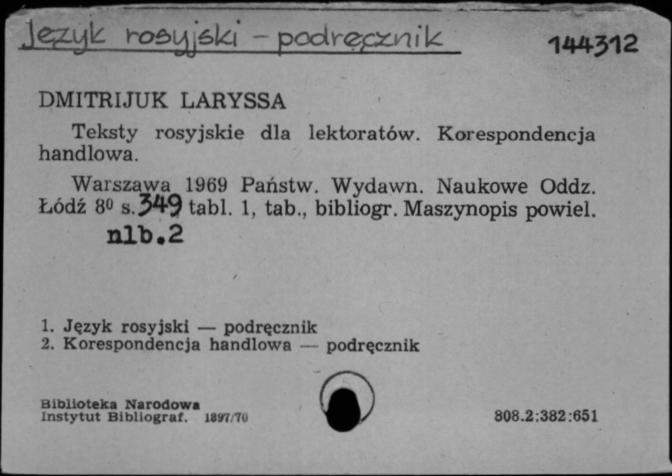 Język rosyjski - podręcznik
144312
DMITRIJUK LARYSSA
Teksty rosyjskie dla lektoratów. Korespondencja
handlowa.
Warszawa 1969 Państw. Wydawn. Naukowe Oddz.
Łódź 8⁰ s. 349, tabl. 1, tab., bibliogr. Maszynopis powiel.
nlb.2
1. Język rosyjski — podręcznik
2. Korespondencja handlowa — podręcznik
Biblioteka Narodowa
Instytut Bibliograf. 1897/70
808.2:382:651